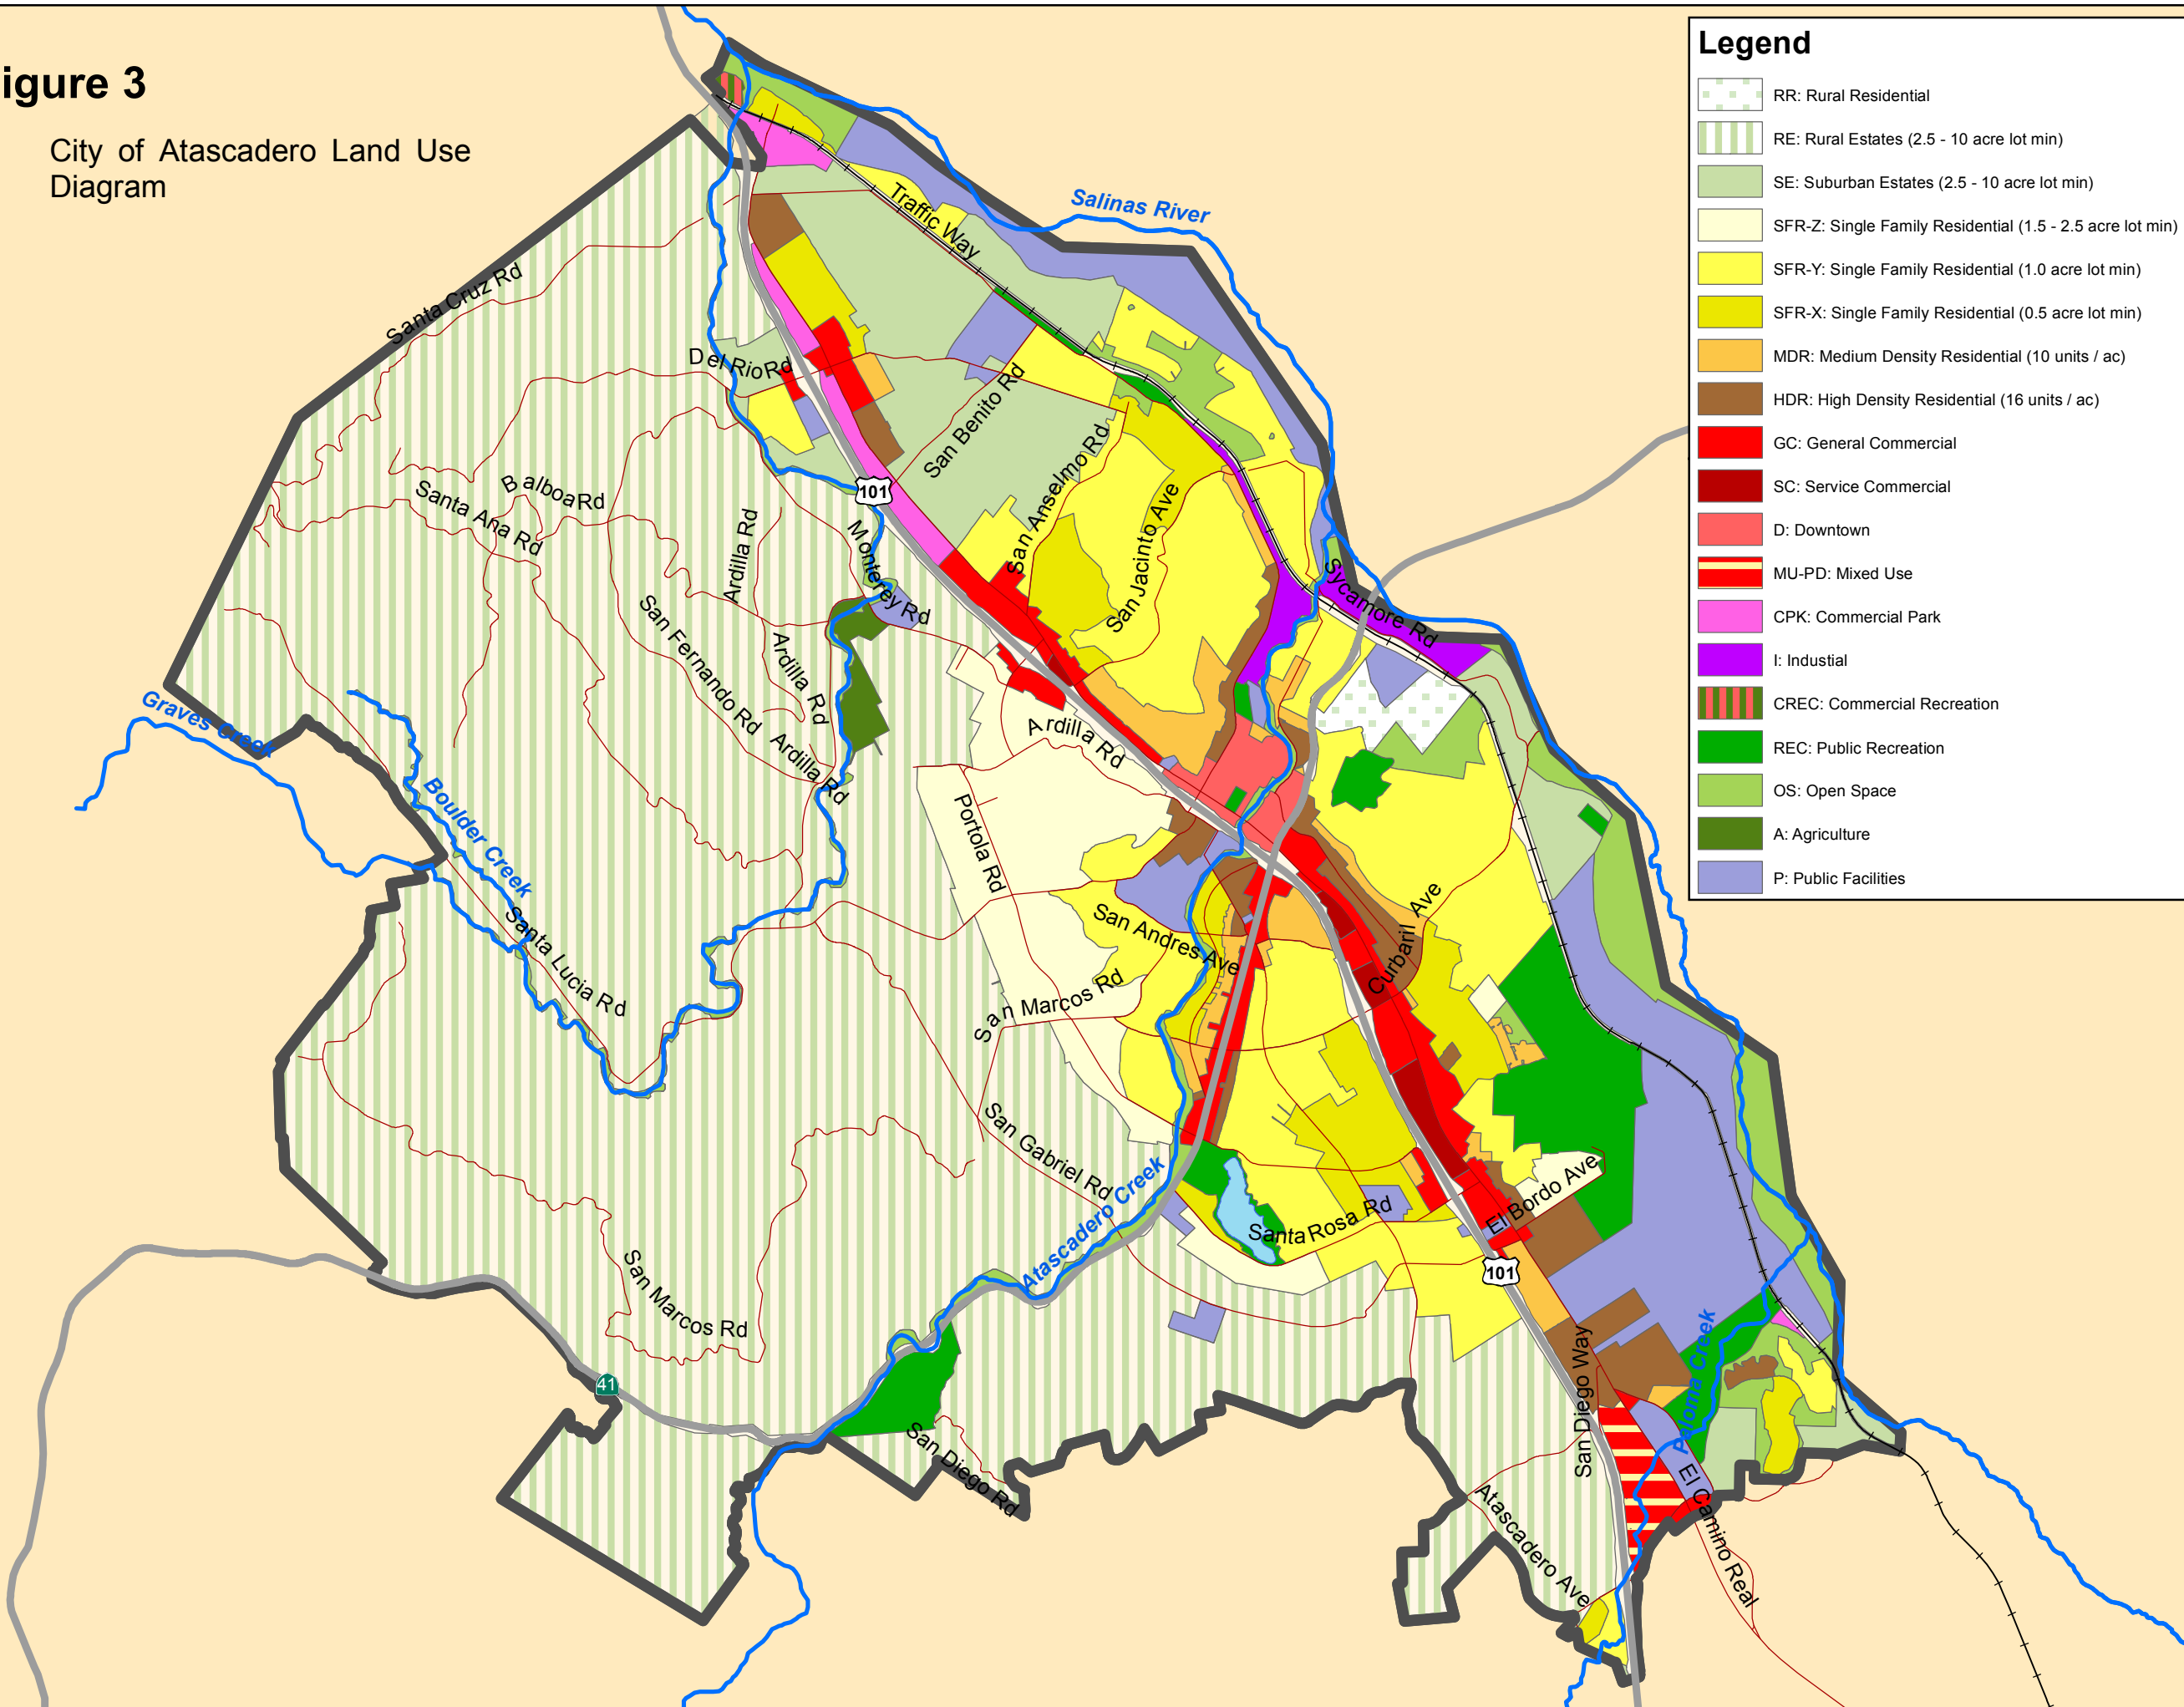 igure 3
City of Atascadero Land Use
Diagram
Legend
RR: Rural Residential
RE: Rural Estates (2.5 - 10 acre lot min)
SE: Suburban Estates (2.5 - 10 acre lot min)
SFR-Z: Single Family Residential (1.5 - 2.5 acre lot min)
SFR-Y: Single Family Residential (1.0 acre lot min)
SFR-X: Single Family Residential (0.5 acre lot min)
MDR: Medium Density Residential (10 units / ac)
HDR: High Density Residential (16 units / ac)
GC: General Commercial
SC: Service Commercial
D: Downtown
MU-PD: Mixed Use
CPK: Commercial Park
I: Industial
CREC: Commercial Recreation
REC: Public Recreation
OS: Open Space
A: Agriculture
P: Public Facilities
Salinas River
Traffic Way
Santa Cruz Rd
Del Rio Rd
San Benito Rd
San Anselmo Rd
Balboa Rd
Santa Ana Rd
101
San Jacinto Ave
Ardilla Rd
Monterey Rd
Sycamore Rd
San Fernando Rd
Ardilla Rd
Graves Creek
Ardilla Rd
Ardilla Rd
Boulder Creek
Portola Rd
Santa Lucia Rd
San Andres Ave
Curbaril Ave
San Marcos Rd
San Gabriel Rd
Atascadero Creek
Santa Rosa Rd
El Bordo Ave
101
San Marcos Rd
41
San Diego Way
Paloma Creek
San Diego Rd
Atascadero Ave
El Camino Real